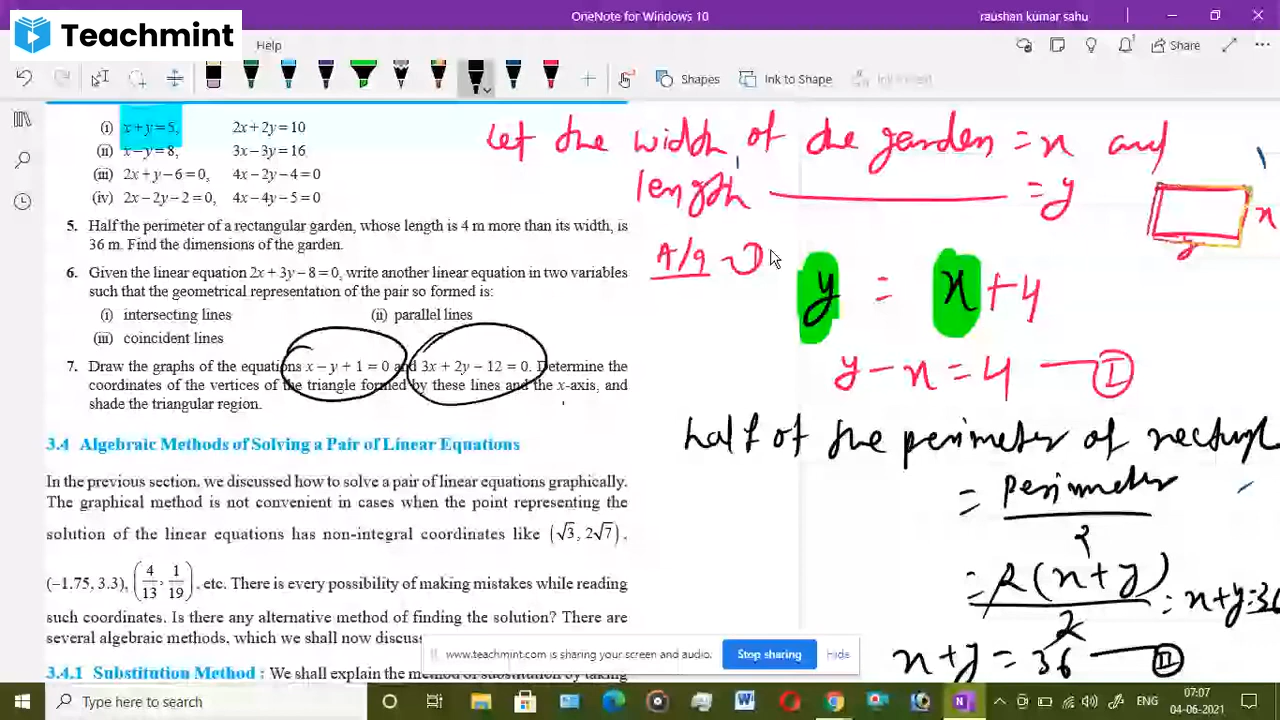 OneNote for Windows 10
raushan kumar sahu
Teachmint
Help
Share
Shapes
Ink to Shape
Ink to Math
(i) x + y = 5, 2x + 2y = 10
(ii) x – y = 8, 3x – 3y = 16
(iii) 2x + y – 6 = 0, 4x – 2y – 4 = 0
(iv) 2x – 2y – 2 = 0, 4x – 4y – 5 = 0
5. Half the perimeter of a rectangular garden, whose length is 4 m more than its width, is
36 m. Find the dimensions of the garden.
6. Given the linear equation 2x + 3y – 8 = 0, write another linear equation in two variables
such that the geometrical representation of the pair so formed is:
(i) intersecting lines (ii) parallel lines
(iii) coincident lines
7. Draw the graphs of the equations x – y + 1 = 0 and 3x + 2y – 12 = 0. Determine the
coordinates of the vertices of the triangle formed by these lines and the x-axis, and
shade the triangular region.
3.4 Algebraic Methods of Solving a Pair of Linear Equations
In the previous section, we discussed how to solve a pair of linear equations graphically.
The graphical method is not convenient in cases when the point representing the
solution of the linear equations has non-integral coordinates like (√3, 2√7),
(–1.75, 3.3), (4/13, 1/19), etc. There is every possibility of making mistakes while reading
such coordinates. Is there any alternative method of finding the solution? There are
several algebraic methods, which we shall now discuss
3.4.1 Substitution Method : We shall explain the method of substitution by taking
Let the width of the garden = x and
length = y
x
y
A/q
y = x + 4
y – x = 4 — I
half of the perimeter of rectangle
= Perimeter
2
= 2(x + y) = x + y = 36
2
x + y = 36 — II
www.teachmint.com is sharing your screen and audio.
Stop sharing
Hide
Type here to search
ENG
07:07
04-06-2021